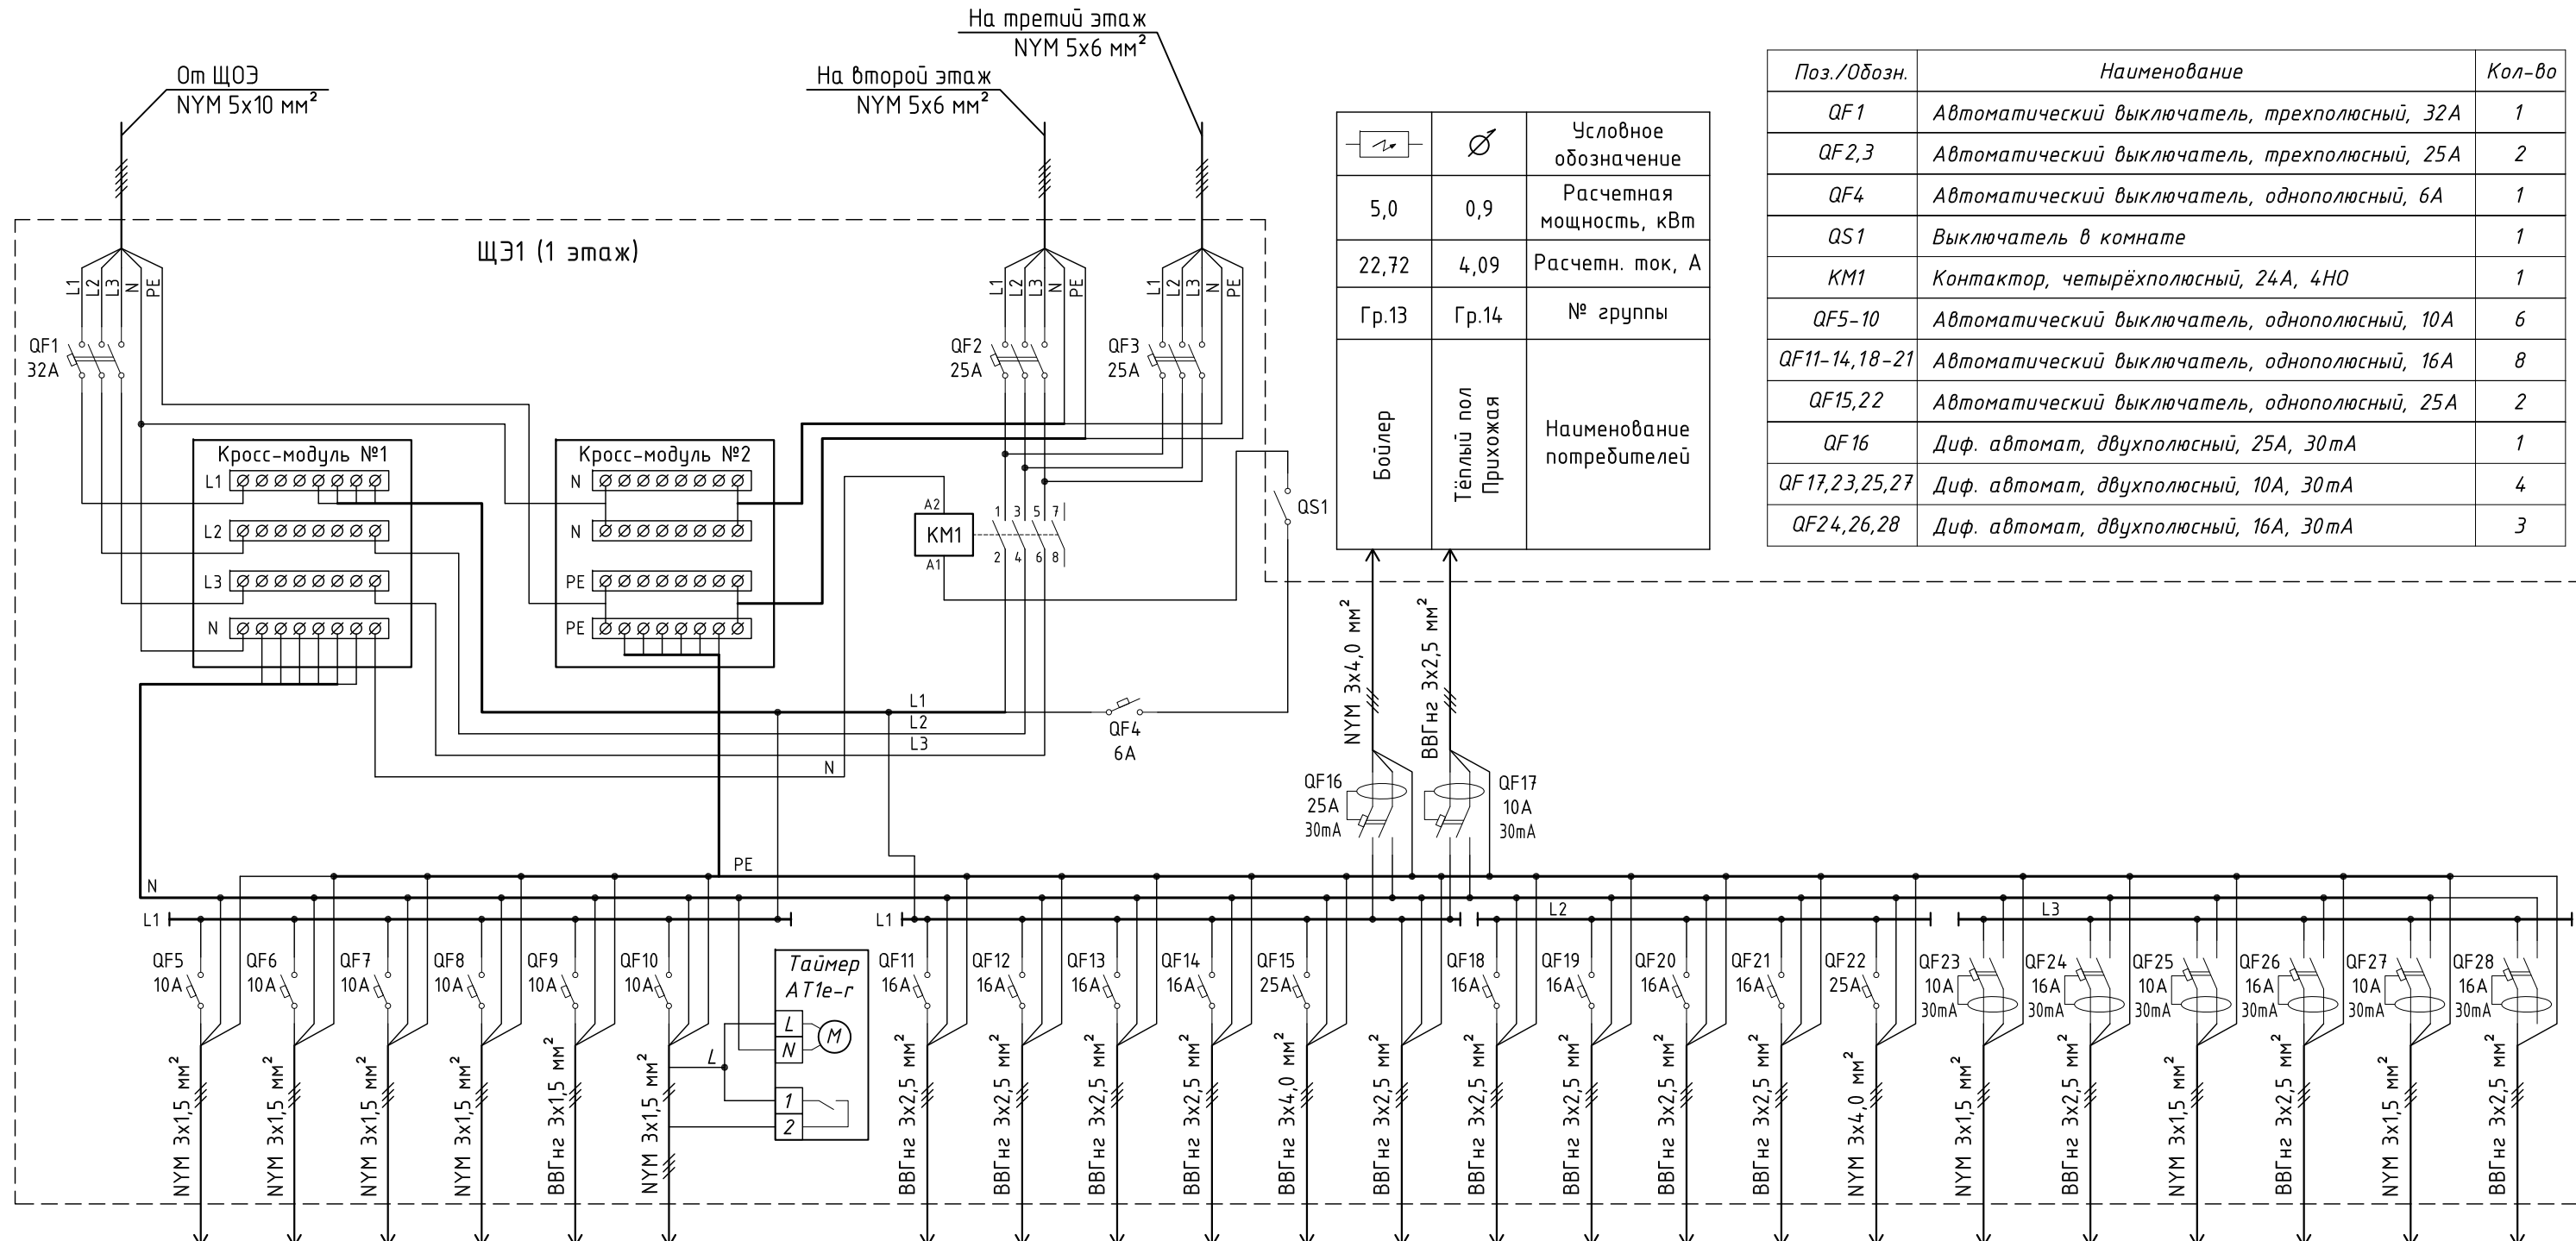 На третий этаж
NYM 5x6 мм²
От ЩОЭ
NYM 5x10 мм²
На второй этаж
NYM 5x6 мм²
ЩЭ1 (1 этаж)
L1
L2
L3
N
PE
L1
L2
L3
N
PE
L1
L2
L3
N
PE
QF1
32A
QF2
25A
QF3
25A
Кросс-модуль №1
L1
L2
L3
N
Кросс-модуль №2
N
N
PE
PE
A2
KM1
A1
1
3
5
7
2
4
6
8
QS1
L1
L2
L3
N
QF4
6A
Условное
обозначение
5,0
0,9
Расчетная
мощность, кВт
22,72
4,09
Расчетн. ток, А
Гр.13
Гр.14
№ группы
Бойлер
Тёплый пол
Прихожая
Наименование
потребителей
Поз./Обозн.
Наименование
Кол-во
QF1
Автоматический выключатель, трехполюсный, 32А
1
QF2,3
Автоматический выключатель, трехполюсный, 25А
2
QF4
Автоматический выключатель, однополюсный, 6А
1
QS1
Выключатель в комнате
1
KM1
Контактор, четырёхполюсный, 24А, 4НО
1
QF5-10
Автоматический выключатель, однополюсный, 10А
6
QF11-14,18-21
Автоматический выключатель, однополюсный, 16А
8
QF15,22
Автоматический выключатель, однополюсный, 25А
2
QF16
Диф. автомат, двухполюсный, 25А, 30mA
1
QF17,23,25,27
Диф. автомат, двухполюсный, 10А, 30mA
4
QF24,26,28
Диф. автомат, двухполюсный, 16А, 30mA
3
NYM 3x4,0 мм²
ВВГнг 3x2,5 мм²
QF16
25A
30mA
QF17
10A
30mA
PE
N
L1
L1
L2
L3
QF5
10A
QF6
10A
QF7
10A
QF8
10A
QF9
10A
QF10
10A
Таймер
AT1e-r
L
N
M
L
1
2
QF11
16A
QF12
16A
QF13
16A
QF14
16A
QF15
25A
QF18
16A
QF19
16A
QF20
16A
QF21
16A
QF22
25A
QF23
10A
30mA
QF24
16A
30mA
QF25
10A
30mA
QF26
16A
30mA
QF27
10A
30mA
QF28
16A
30mA
NYM 3x1,5 мм²
NYM 3x1,5 мм²
NYM 3x1,5 мм²
NYM 3x1,5 мм²
ВВГнг 3x1,5 мм²
NYM 3x1,5 мм²
ВВГнг 3x2,5 мм²
ВВГнг 3x2,5 мм²
ВВГнг 3x2,5 мм²
ВВГнг 3x2,5 мм²
ВВГнг 3x4,0 мм²
ВВГнг 3x2,5 мм²
ВВГнг 3x2,5 мм²
ВВГнг 3x2,5 мм²
ВВГнг 3x2,5 мм²
ВВГнг 3x2,5 мм²
NYM 3x4,0 мм²
NYM 3x1,5 мм²
ВВГнг 3x2,5 мм²
NYM 3x1,5 мм²
ВВГнг 3x2,5 мм²
NYM 3x1,5 мм²
ВВГнг 3x2,5 мм²